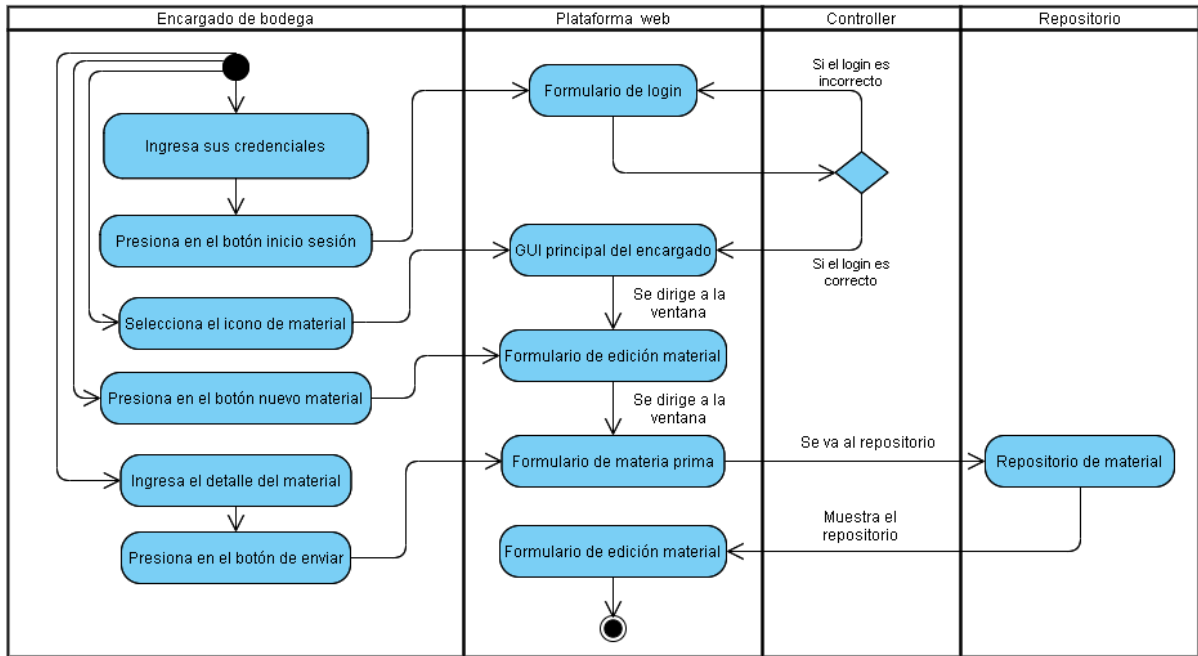 Encargado de bodega
Plataforma web
Controller
Repositorio
Ingresa sus credenciales
Presiona en el botón inicio sesión
Selecciona el icono de material
Presiona en el botón nuevo material
Ingresa el detalle del material
Presiona en el botón de enviar
Formulario de login
GUI principal del encargado
Se dirige a la
ventana
Formulario de edición material
Se dirige a la
ventana
Formulario de materia prima
Formulario de edición material
Si el login es
incorrecto
Si el login es
correcto
Se va al repositorio
Muestra el
repositorio
Repositorio de material